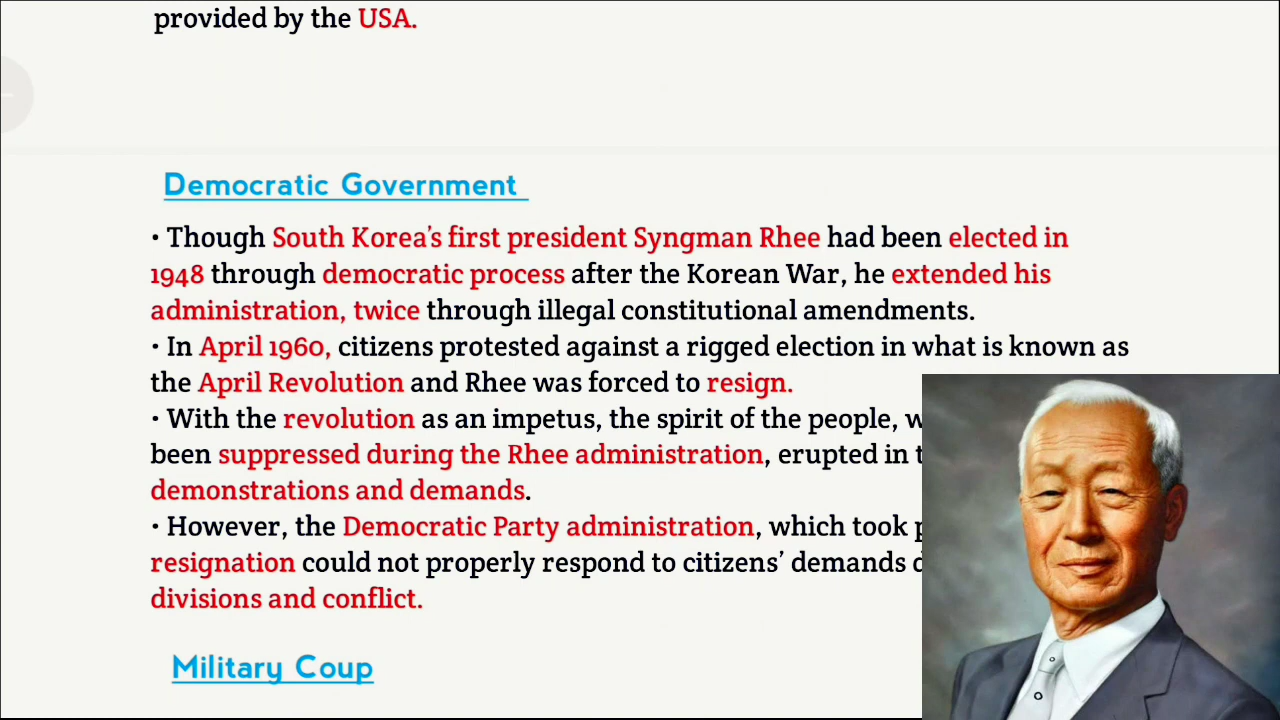 provided by the USA.
Democratic Government
• Though South Korea's first president Syngman Rhee had been elected in
1948 through democratic process after the Korean War, he extended his
administration, twice through illegal constitutional amendments.
• In April 1960, citizens protested against a rigged election in what is known as
the April Revolution and Rhee was forced to resign.
• With the revolution as an impetus, the spirit of the people,
been suppressed during the Rhee administration, erupted in
demonstrations and demands.
• However, the Democratic Party administration, which took
resignation could not properly respond to citizens' demands
divisions and conflict.
Military Coup